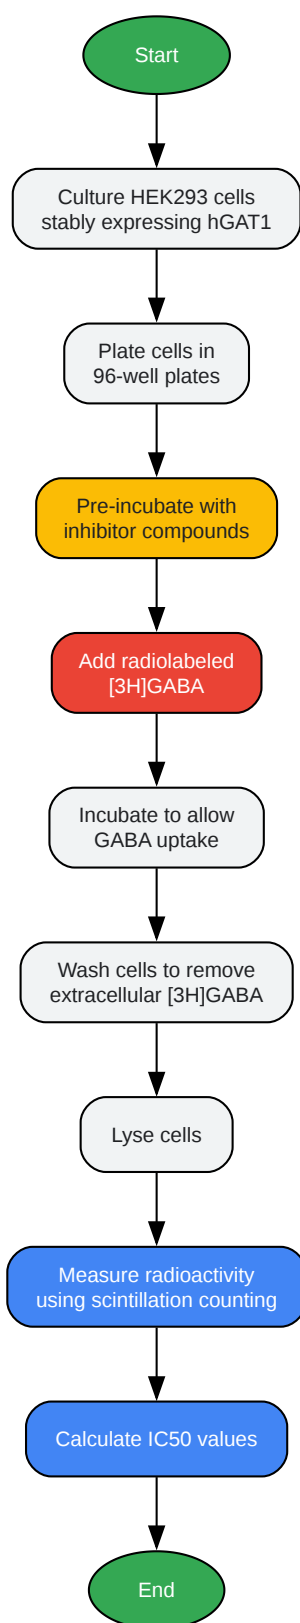 Start
Culture HEK293 cells
stably expressing hGAT1
Plate cells in
96-well plates
Pre-incubate with
inhibitor compounds
Add radiolabeled
[3H]GABA
Incubate to allow
GABA uptake
Wash cells to remove
extracellular [3H]GABA
Lyse cells
Measure radioactivity
using scintillation counting
Calculate IC50 values
End